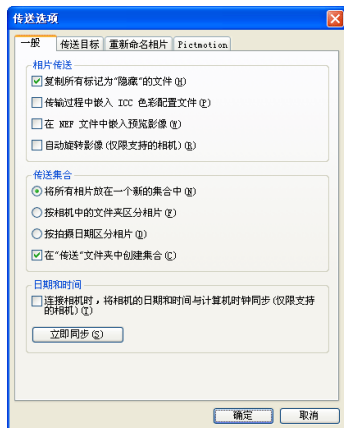 传送选项
一般 传送目标 重新命名相片 Pictmotion
相片传送
复制所有标记为“隐藏”的文件(H)
传输过程中嵌入 ICC 色彩配置文件(P)
在 NEF 文件中嵌入预览影像(W)
自动旋转影像(仅限支持的相机)(R)
传送集合
将所有相片放在一个新的集合中(N)
按相机中的文件夹区分相片(F)
按拍摄日期区分相片(D)
在“传送”文件夹中创建集合(C)
日期和时间
连接相机时，将相机的日期和时间与计算机时钟同步(仅限支持
的相机)(T)
立即同步(S)
确定 取消